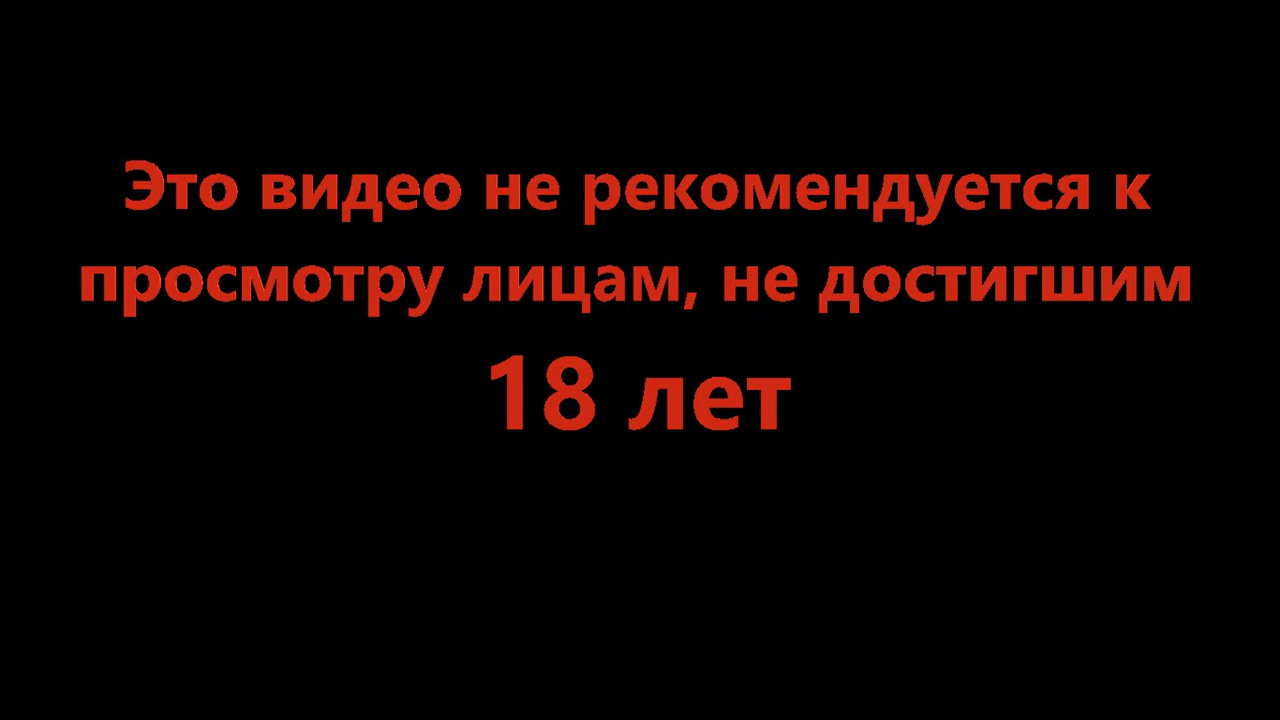 Это видео не рекомендуется к
просмотру лицам, не достигшим
18 лет